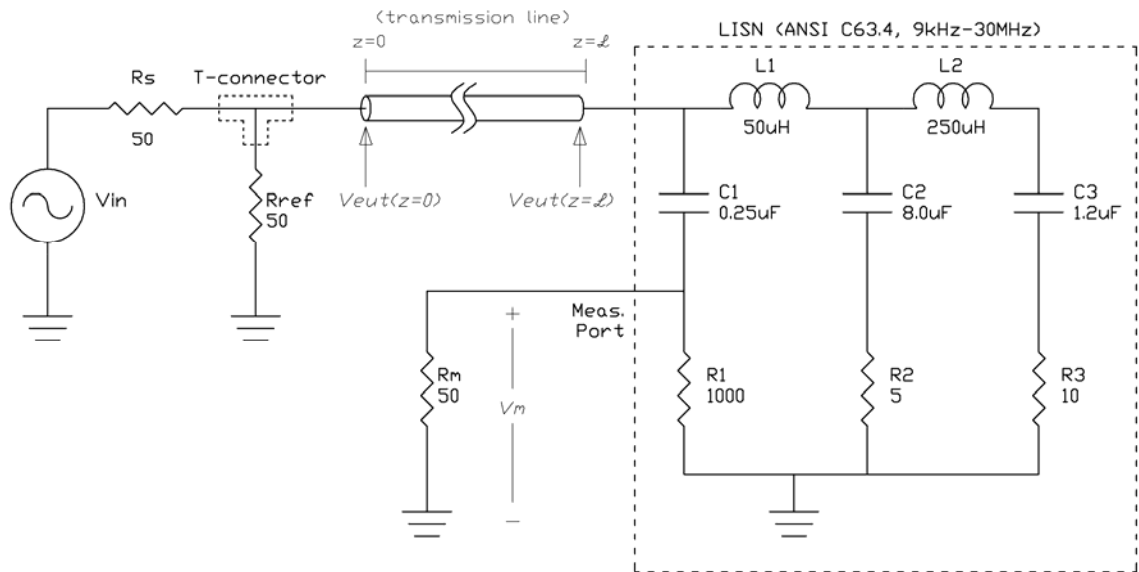 (transmission line)
z=0
z=ℒ
LISN (ANSI C63.4, 9kHz-30MHz)
Rs
50
T-connector
L1
50uH
L2
250uH
Vin
Rref
50
Veut(z=0)
Veut(z=ℒ)
C1
0.25uF
C2
8.0uF
C3
1.2uF
Meas.
Port
+
Rm
50
Vm
-
R1
1000
R2
5
R3
10